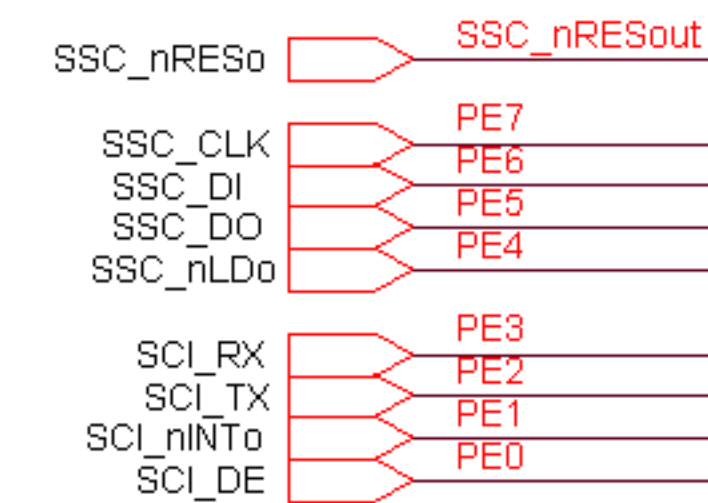 SSC_nRESo SSC_nRESout
SSC_CLK PE7
SSC_DI PE6
SSC_DO PE5
SSC_nLDo PE4
SCI_RX PE3
SCI_TX PE2
SCI_nINTo PE1
SCI_DE PE0